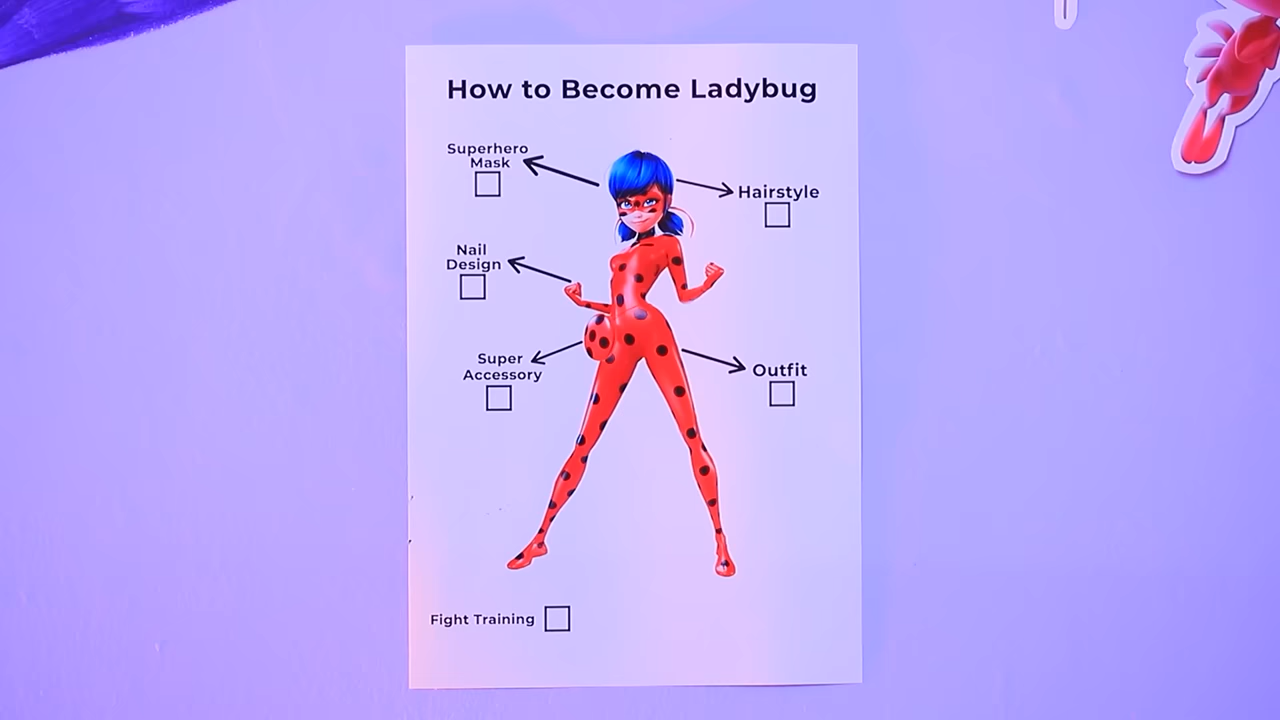 How to Become Ladybug
Superhero
Mask
Hairstyle
Nail
Design
Super
Accessory
Outfit
Fight Training